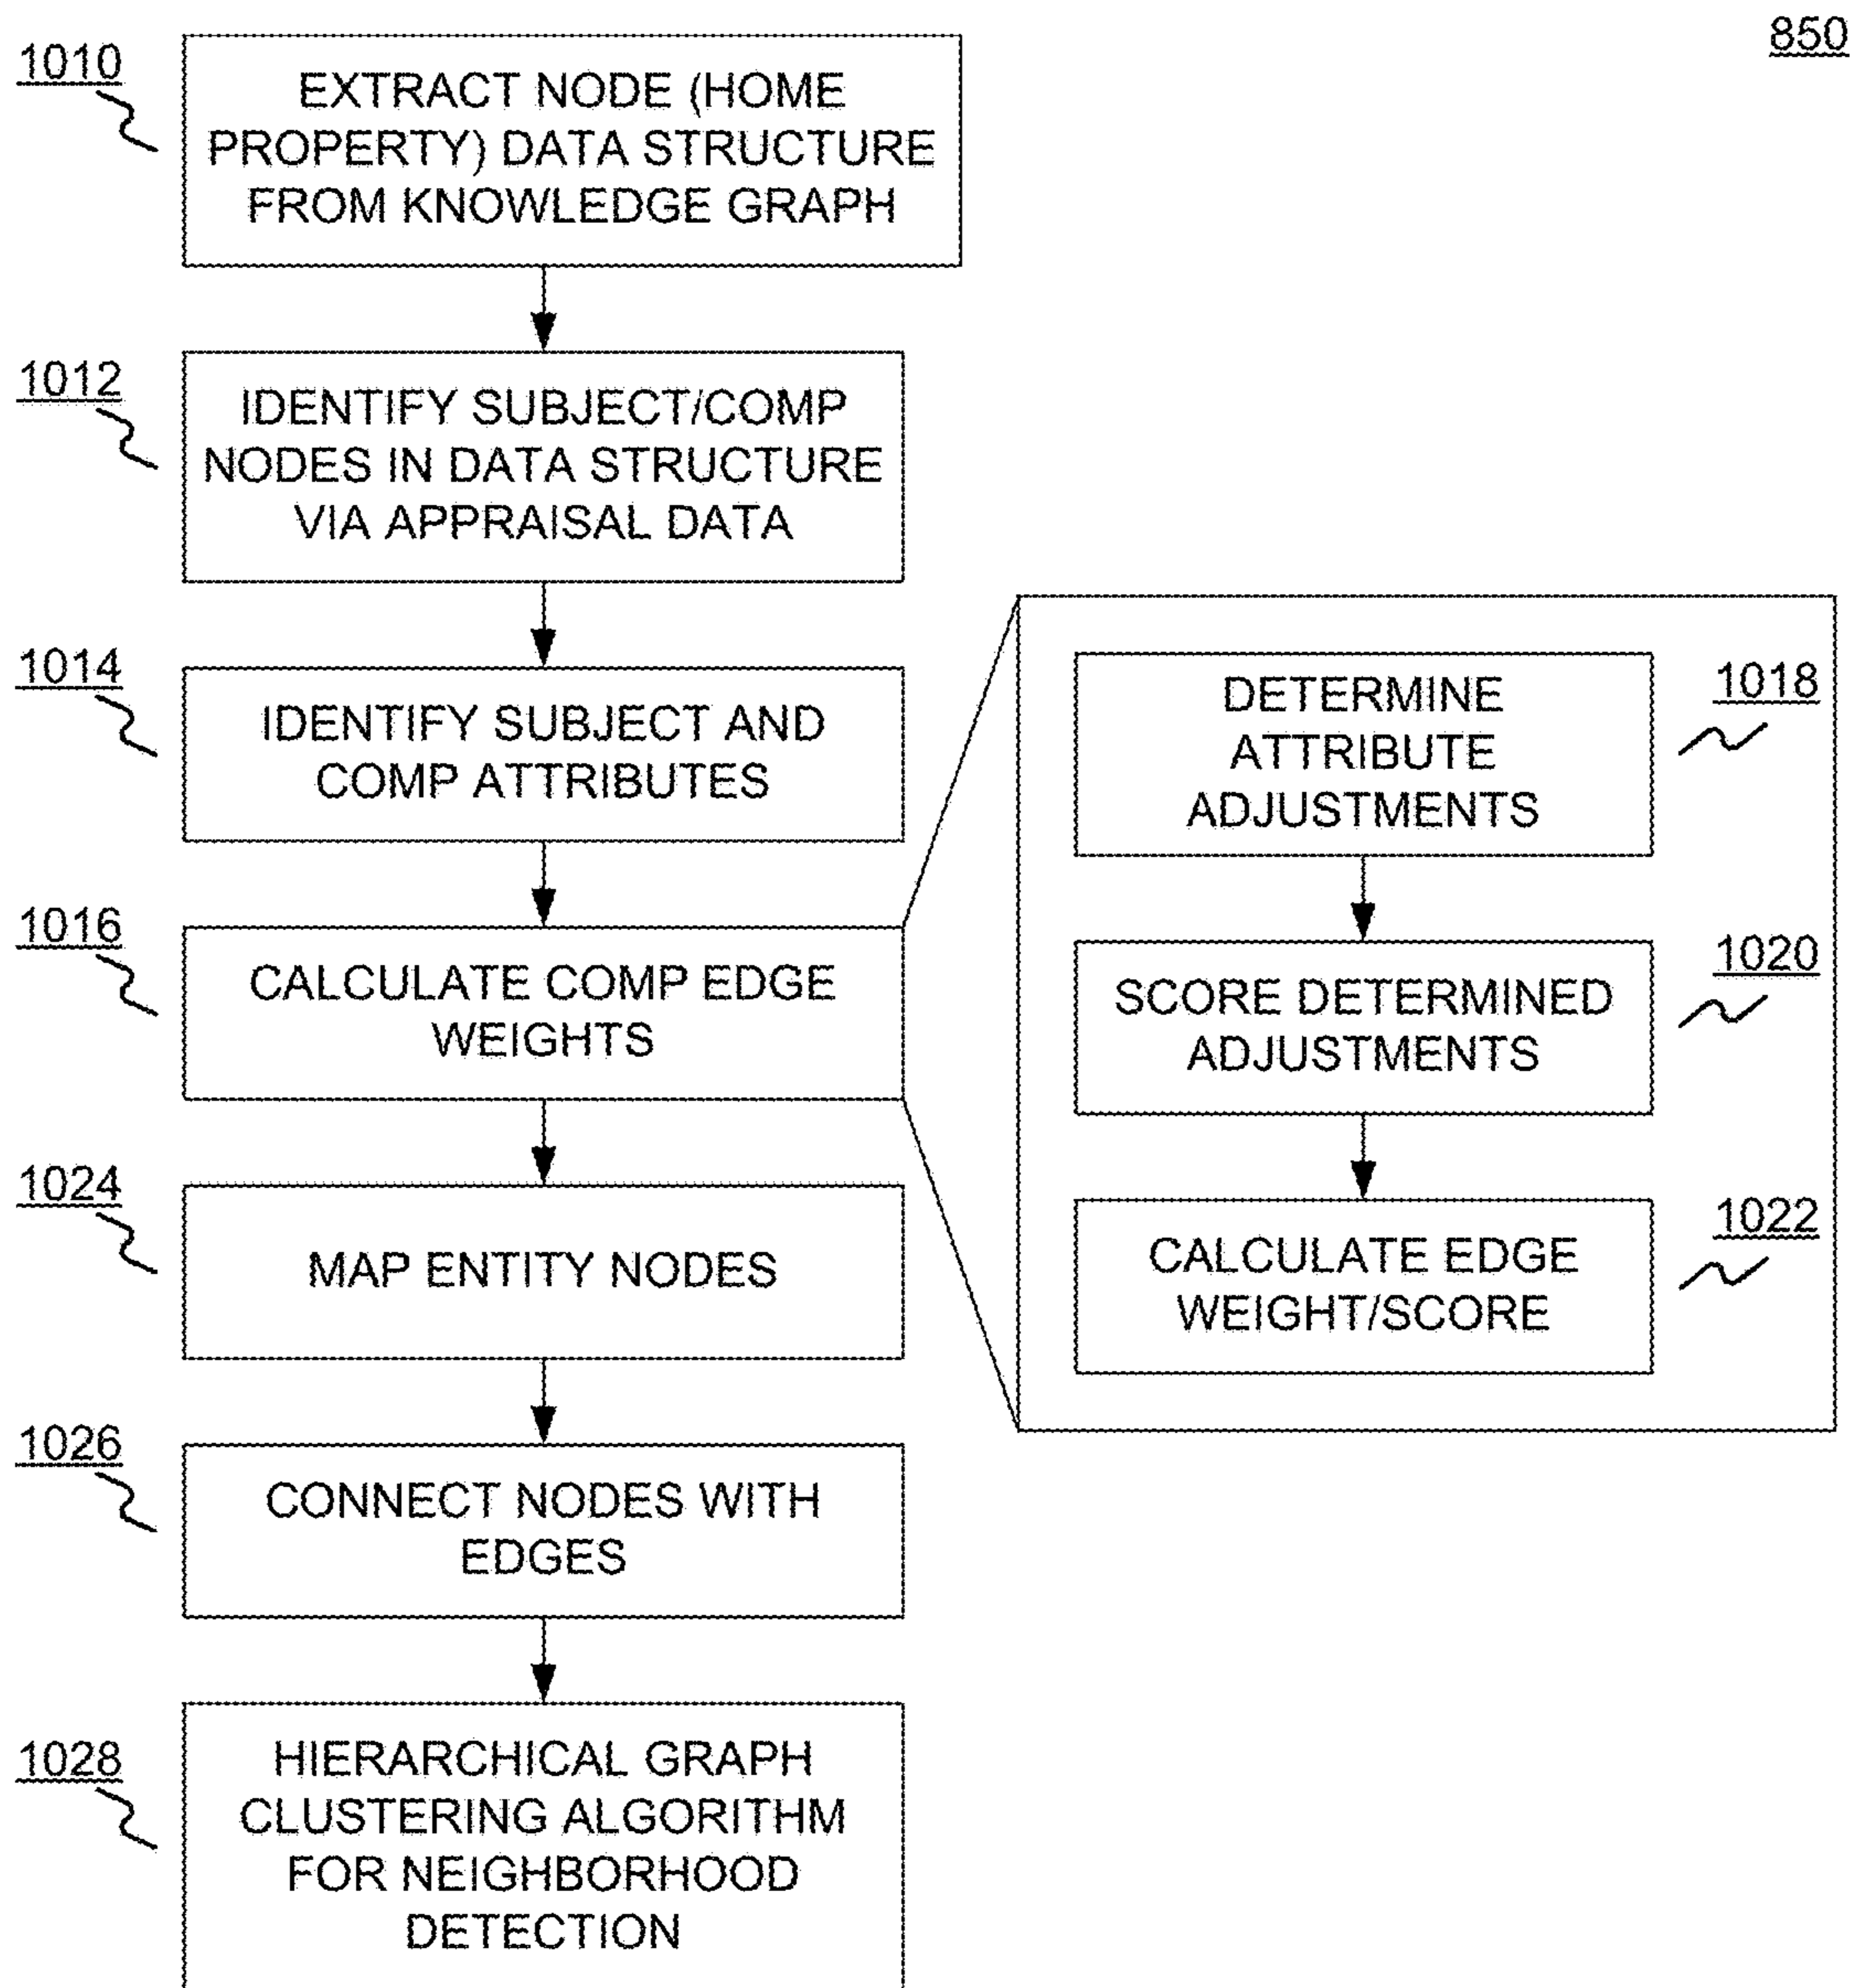 850
1010
EXTRACT NODE (HOME
PROPERTY) DATA STRUCTURE
FROM KNOWLEDGE GRAPH
1012
IDENTIFY SUBJECT/COMP
NODES IN DATA STRUCTURE
VIA APPRAISAL DATA
1014
IDENTIFY SUBJECT AND
COMP ATTRIBUTES
1016
CALCULATE COMP EDGE
WEIGHTS
1018
DETERMINE
ATTRIBUTE
ADJUSTMENTS
1020
SCORE DETERMINED
ADJUSTMENTS
1022
CALCULATE EDGE
WEIGHT/SCORE
1024
MAP ENTITY NODES
1026
CONNECT NODES WITH
EDGES
1028
HIERARCHICAL GRAPH
CLUSTERING ALGORITHM
FOR NEIGHBORHOOD
DETECTION